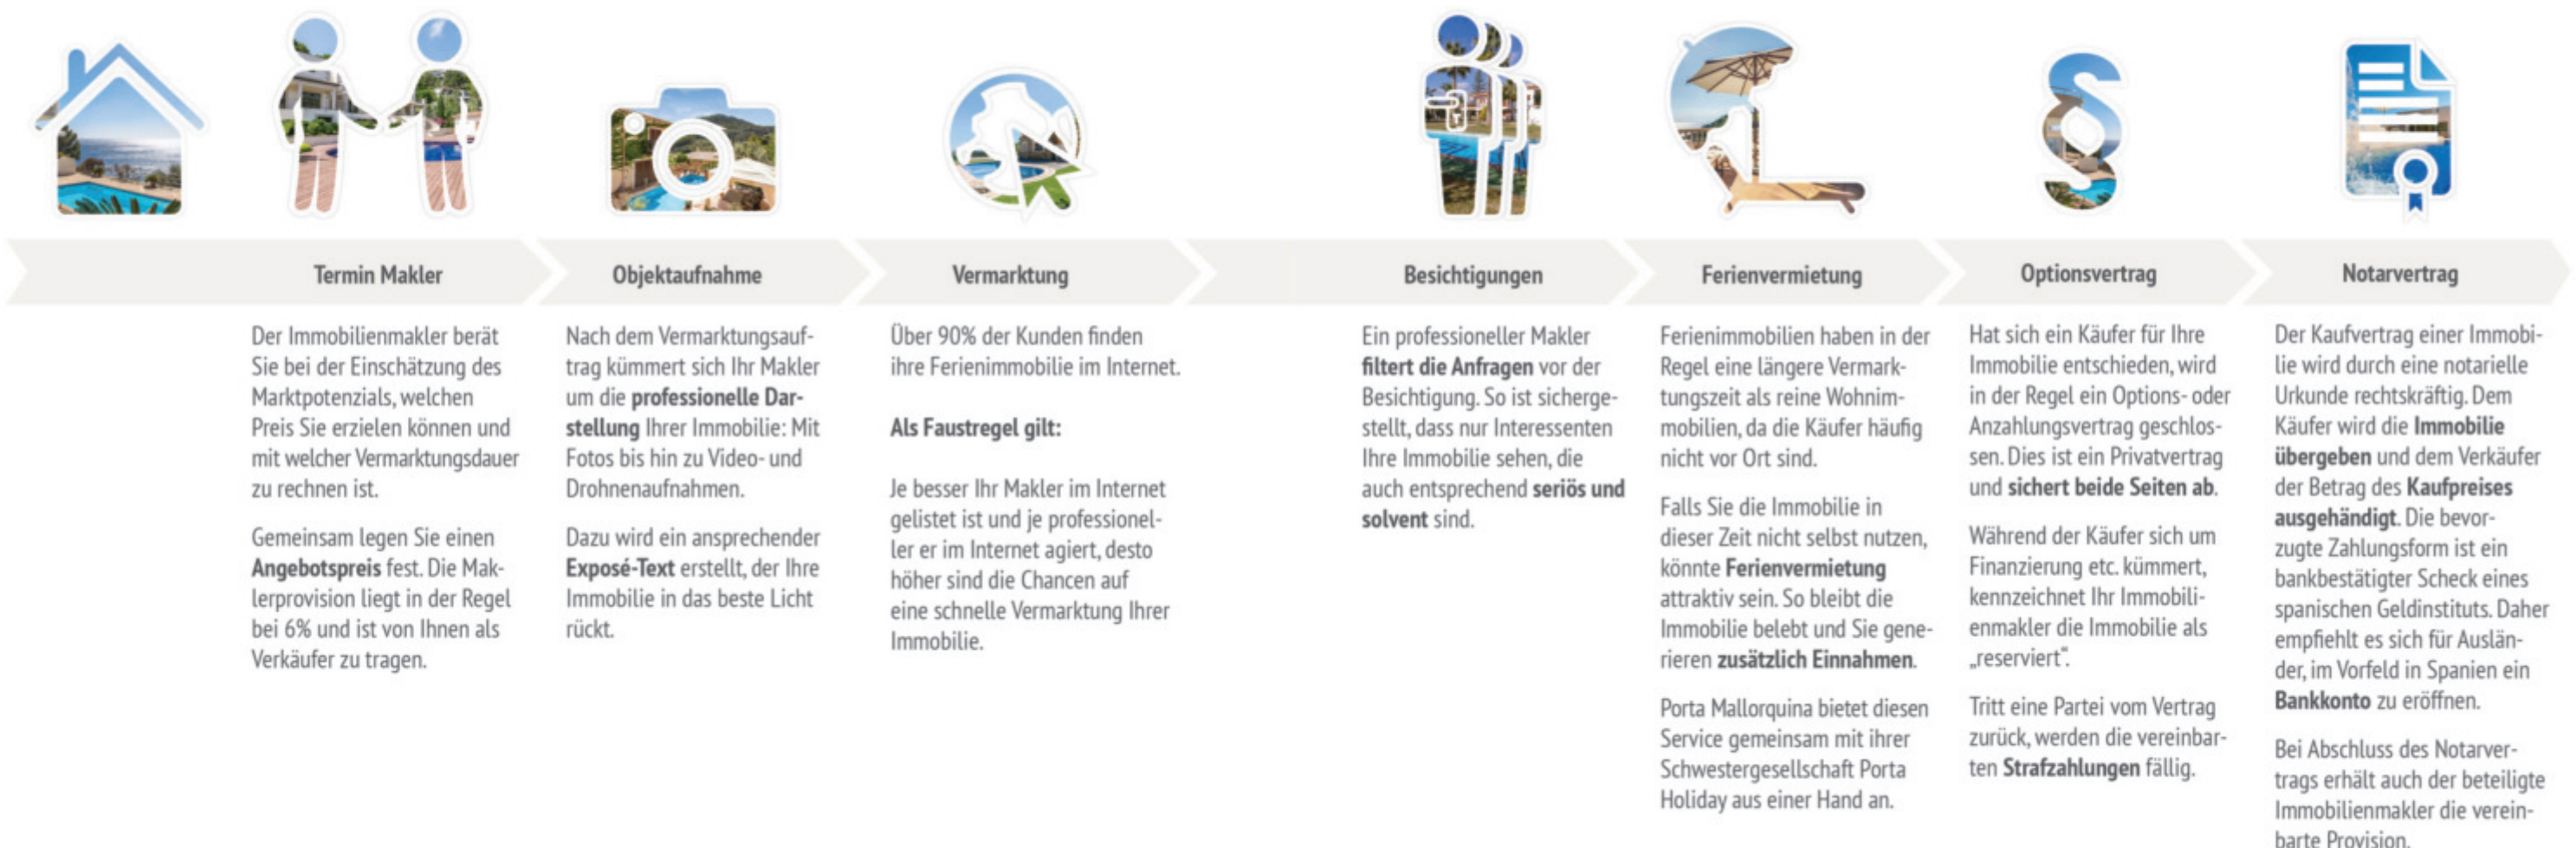 Termin Makler
Der Immobilienmakler berät
Sie bei der Einschätzung des
Marktpotenzials, welchen
Preis Sie erzielen können und
mit welcher Vermarktungsdauer
zu rechnen ist.
Gemeinsam legen Sie einen
Angebotspreis fest. Die Mak-
lerprovision liegt in der Regel
bei 6% und ist von Ihnen als
Verkäufer zu tragen.
Objektaufnahme
Nach dem Vermarktungsauf-
trag kümmert sich Ihr Makler
um die professionelle Dar-
stellung Ihrer Immobilie: Mit
Fotos bis hin zu Video- und
Drohnenaufnahmen.
Dazu wird ein ansprechender
Exposé-Text erstellt, der Ihre
Immobilie in das beste Licht
rückt.
Vermarktung
Über 90% der Kunden finden
ihre Ferienimmobilie im Internet.
Als Faustregel gilt:
Je besser Ihr Makler im Internet
gelistet ist und je professionel-
ler er im Internet agiert, desto
höher sind die Chancen auf
eine schnelle Vermarktung Ihrer
Immobilie.
Besichtigungen
Ein professioneller Makler
filtert die Anfragen vor der
Besichtigung. So ist sicherge-
stellt, dass nur Interessenten
Ihre Immobilie sehen, die
auch entsprechend seriös und
solvent sind.
Ferienvermietung
Ferienimmobilien haben in der
Regel eine längere Vermark-
tungszeit als reine Wohnim-
mobilien, da die Käufer häufig
nicht vor Ort sind.
Falls Sie die Immobilie in
dieser Zeit nicht selbst nutzen,
könnte Ferienvermietung
attraktiv sein. So bleibt die
Immobilie belebt und Sie gene-
rieren zusätzlich Einnahmen.
Porta Mallorquina bietet diesen
Service gemeinsam mit ihrer
Schwestergesellschaft Porta
Holiday aus einer Hand an.
Optionsvertrag
Hat sich ein Käufer für Ihre
Immobilie entschieden, wird
in der Regel ein Options- oder
Anzahlungsvertrag geschlos-
sen. Dies ist ein Privatvertrag
und sichert beide Seiten ab.
Während der Käufer sich um
Finanzierung etc. kümmert,
kennzeichnet Ihr Immobili-
enmakler die Immobilie als
„reserviert“.
Tritt eine Partei vom Vertrag
zurück, werden die vereinbar-
ten Strafzahlungen fällig.
Notarvertrag
Der Kaufvertrag einer Immobi-
lie wird durch eine notarielle
Urkunde rechtskräftig. Dem
Käufer wird die Immobilie
übergeben und dem Verkäufer
der Betrag des Kaufpreises
ausgehändigt. Die bevor-
zugte Zahlungsform ist ein
bankbestätigter Scheck eines
spanischen Geldinstituts. Daher
empfiehlt es sich für Auslän-
der, im Vorfeld in Spanien ein
Bankkonto zu eröffnen.
Bei Abschluss des Notarver-
trags erhält auch der beteiligte
Immobilienmakler die verein-
barte Provision.